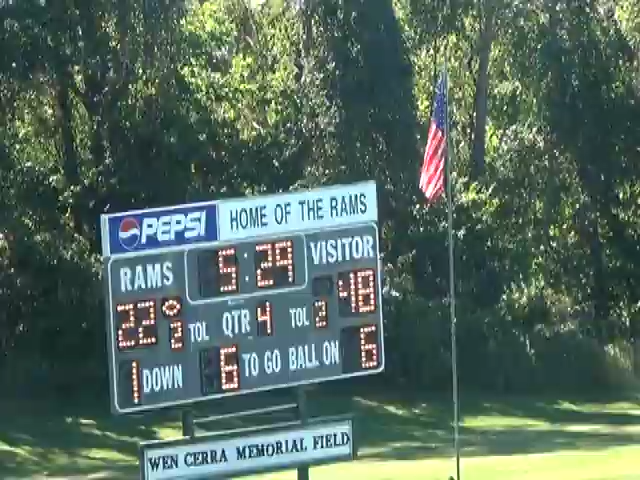 PEPSI HOME OF THE RAMS
RAMS 5:29 VISITOR
22 2 TOL QTR 4 TOL 2 48
1 DOWN 6 TO GO BALL ON 6
WEN CERRA MEMORIAL FIELD